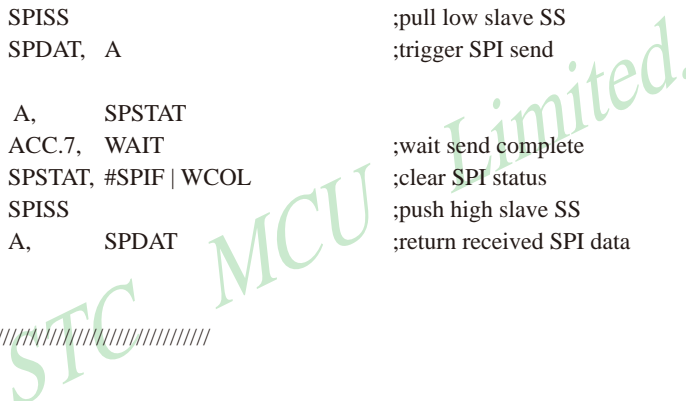 SPISS ;pull low slave SS
SPDAT, A ;trigger SPI send
A, SPSTAT
ACC.7, WAIT ;wait send complete
SPSTAT, #SPIF | WCOL ;clear SPI status
SPISS ;push high slave SS
A, SPDAT ;return received SPI data
///////////////////////////////
STC MCU Limited.